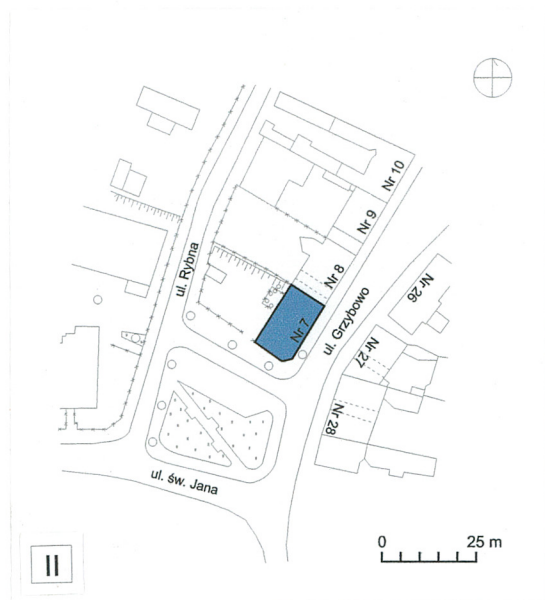 Nr 10
Nr 9
ul. Rybna
Nr 8
Nr 26
Nr 7
ul. Grzybowo
Nr 27
Nr 28
ul. św. Jana
II
0 25 m